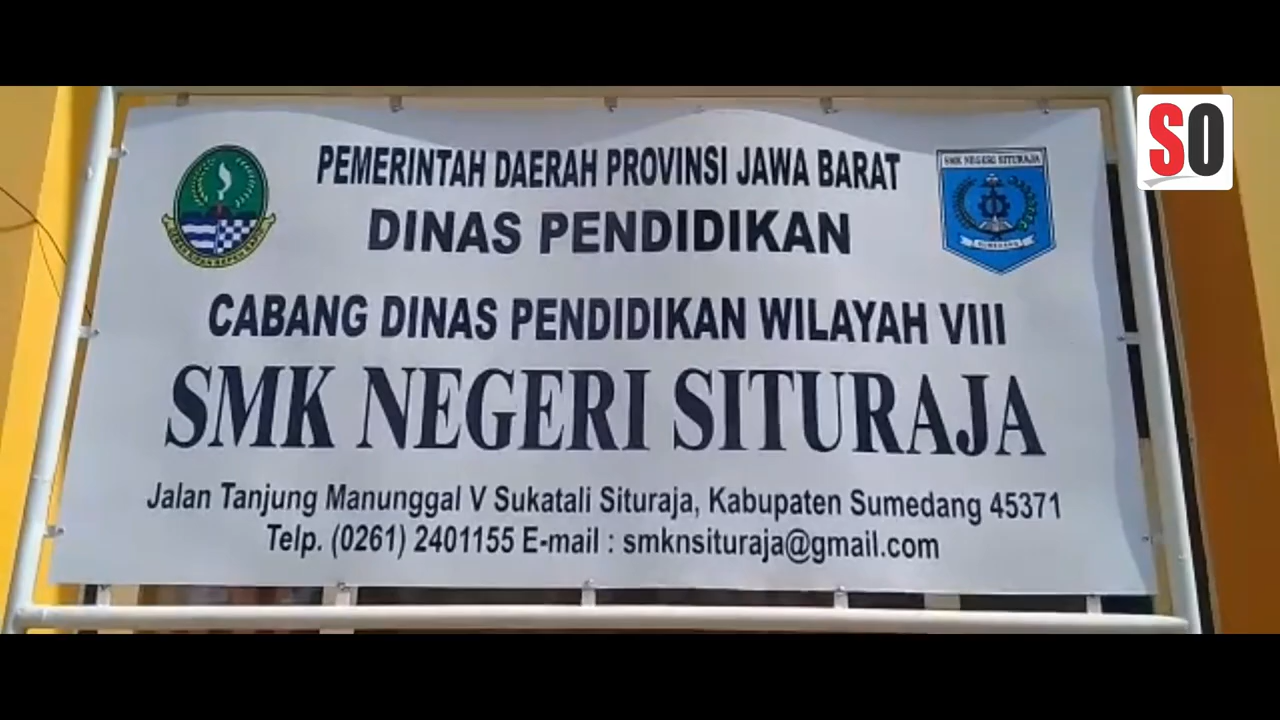 SO
PEMERINTAH DAERAH PROVINSI JAWA BARAT
DINAS PENDIDIKAN
SMK NEGERI SITURAJA
CABANG DINAS PENDIDIKAN WILAYAH VIII
SMK NEGERI SITURAJA
Jalan Tanjung Manunggal V Sukatali Situraja, Kabupaten Sumedang 45371
Telp. (0261) 2401155 E-mail : smknsituraja@gmail.com